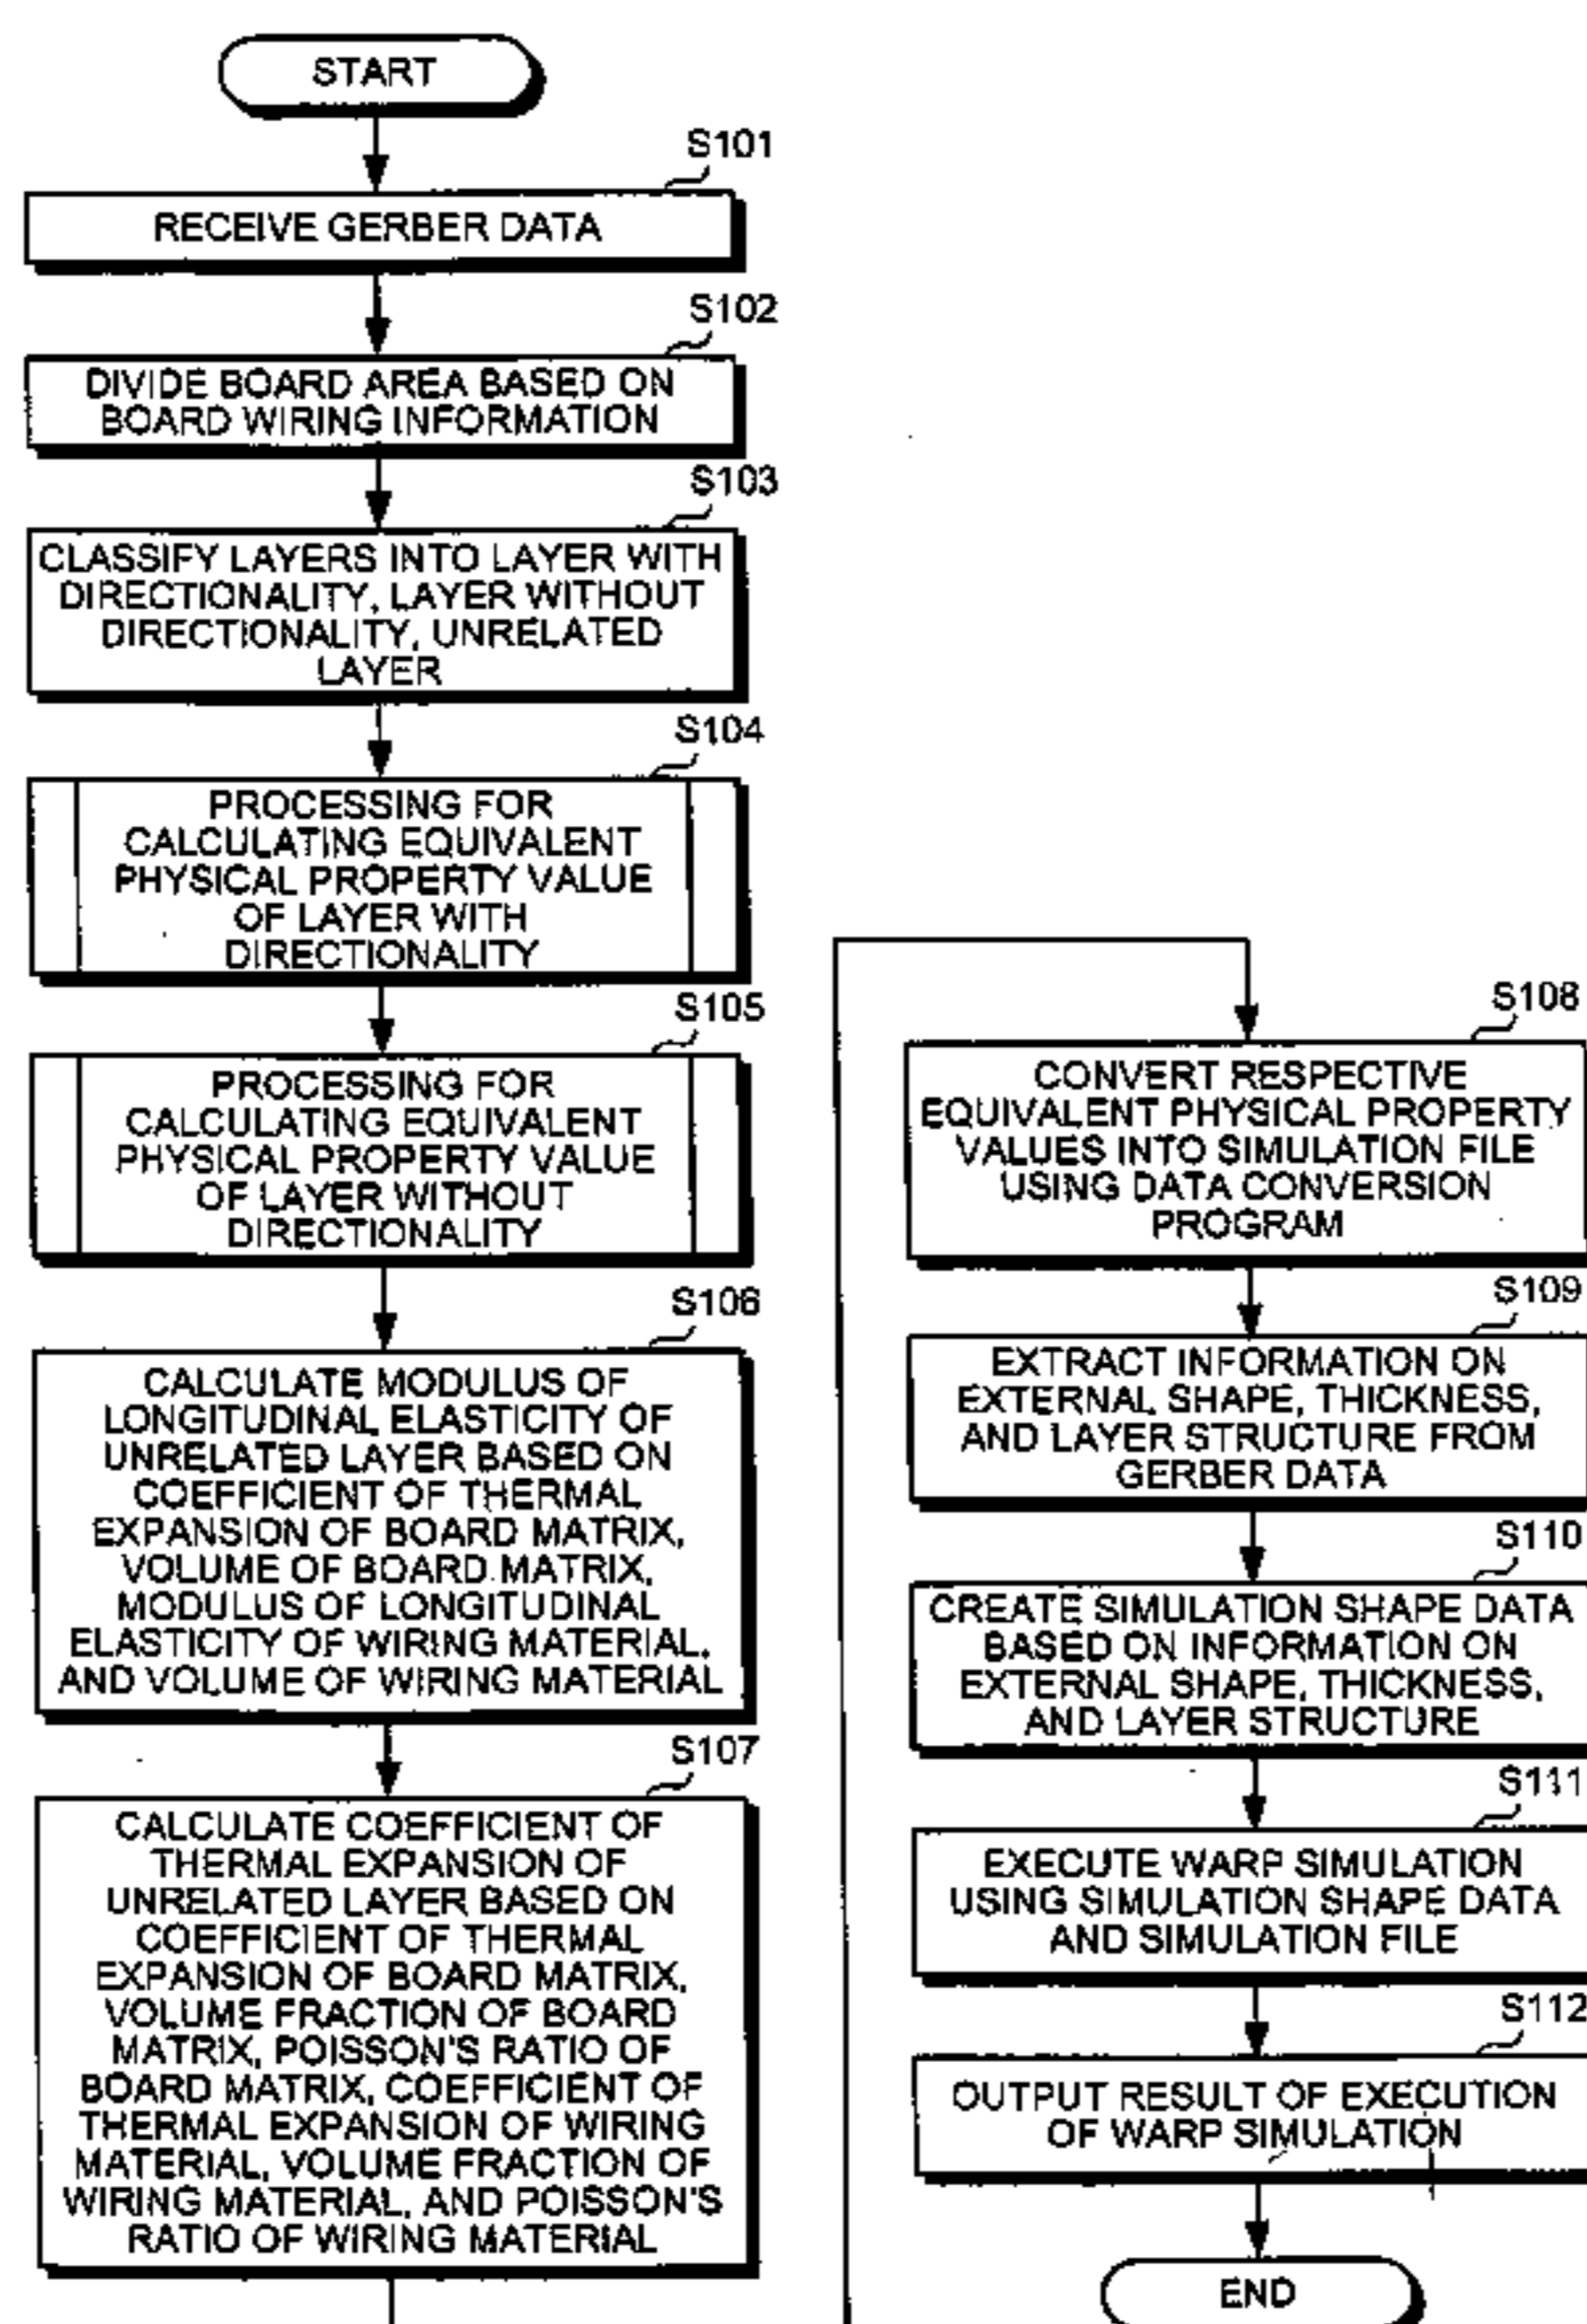 START
S101
RECEIVE GERBER DATA
S102
DIVIDE BOARD AREA BASED ON
BOARD WIRING INFORMATION
S103
CLASSIFY LAYERS INTO LAYER WITH
DIRECTIONALITY, LAYER WITHOUT
DIRECTIONALITY, UNRELATED
LAYER
S104
PROCESSING FOR
CALCULATING EQUIVALENT
PHYSICAL PROPERTY VALUE
OF LAYER WITH
DIRECTIONALITY
S105
PROCESSING FOR
CALCULATING EQUIVALENT
PHYSICAL PROPERTY VALUE
OF LAYER WITHOUT
DIRECTIONALITY
S106
CALCULATE MODULUS OF
LONGITUDINAL ELASTICITY OF
UNRELATED LAYER BASED ON
COEFFICIENT OF THERMAL
EXPANSION OF BOARD MATRIX,
VOLUME OF BOARD MATRIX,
MODULUS OF LONGITUDINAL
ELASTICITY OF WIRING MATERIAL,
AND VOLUME OF WIRING MATERIAL
S107
CALCULATE COEFFICIENT OF
THERMAL EXPANSION OF
UNRELATED LAYER BASED ON
COEFFICIENT OF THERMAL
EXPANSION OF BOARD MATRIX,
VOLUME FRACTION OF BOARD
MATRIX, POISSON'S RATIO OF
BOARD MATRIX, COEFFICIENT OF
THERMAL EXPANSION OF WIRING
MATERIAL, VOLUME FRACTION OF
WIRING MATERIAL, AND POISSON'S
RATIO OF WIRING MATERIAL
S108
CONVERT RESPECTIVE
EQUIVALENT PHYSICAL PROPERTY
VALUES INTO SIMULATION FILE
USING DATA CONVERSION
PROGRAM
S109
EXTRACT INFORMATION ON
EXTERNAL SHAPE, THICKNESS,
AND LAYER STRUCTURE FROM
GERBER DATA
S110
CREATE SIMULATION SHAPE DATA
BASED ON INFORMATION ON
EXTERNAL SHAPE, THICKNESS,
AND LAYER STRUCTURE
S111
EXECUTE WARP SIMULATION
USING SIMULATION SHAPE DATA
AND SIMULATION FILE
S112
OUTPUT RESULT OF EXECUTION
OF WARP SIMULATION
END